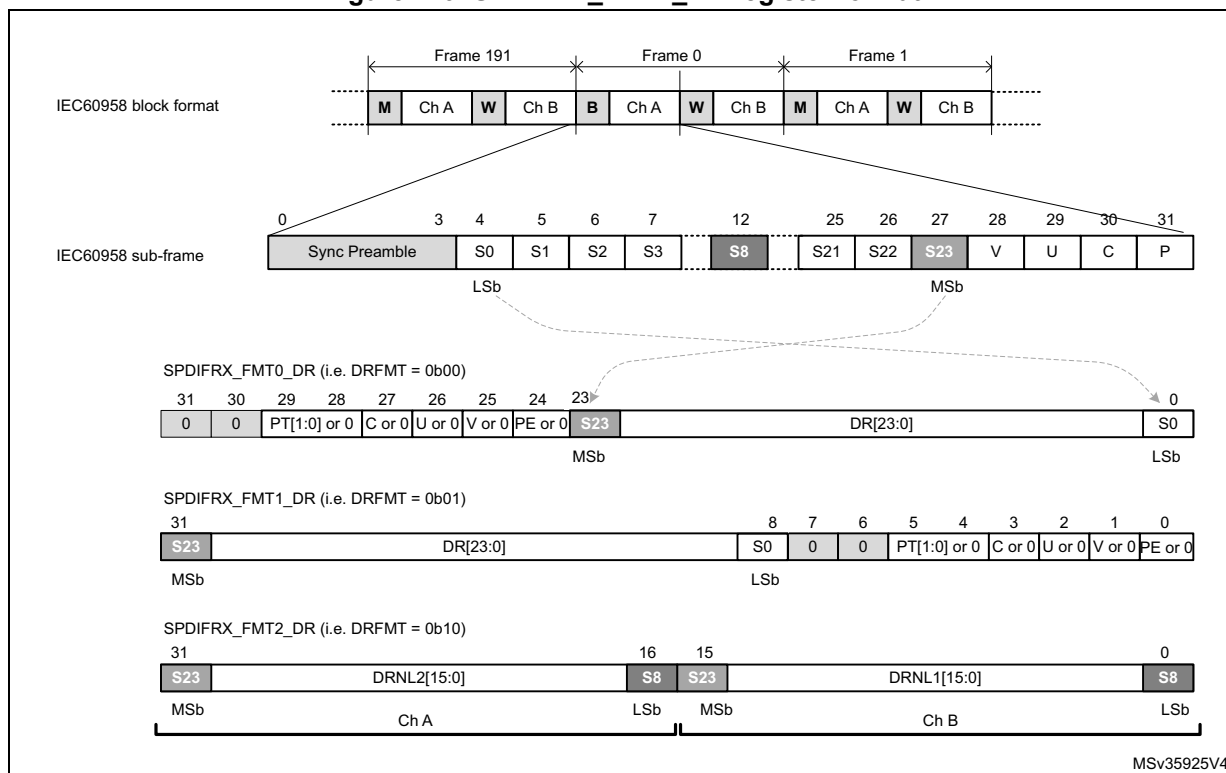 Frame 191 Frame 0 Frame 1
IEC60958 block format M Ch A W Ch B B Ch A W Ch B M Ch A W Ch B
0 3 4 5 6 7 12 25 26 27 28 29 30 31
IEC60958 sub-frame Sync Preamble S0 S1 S2 S3 S8 S21 S22 S23 V U C P
LSb MSb
SPDIFRX_FMT0_DR (i.e. DRFMT = 0b00)
31 30 29 28 27 26 25 24 23 0
0 0 PT[1:0] or 0 C or 0 U or 0 V or 0 PE or 0 S23 DR[23:0] S0
MSb LSb
SPDIFRX_FMT1_DR (i.e. DRFMT = 0b01)
31 8 7 6 5 4 3 2 1 0
S23 DR[23:0] S0 0 0 PT[1:0] or 0 C or 0 U or 0 V or 0 PE or 0
MSb LSb
SPDIFRX_FMT2_DR (i.e. DRFMT = 0b10)
31 16 15 0
S23 DRNL2[15:0] S8 S23 DRNL1[15:0] S8
MSb LSb MSb LSb
Ch A Ch B
MSv35925V4